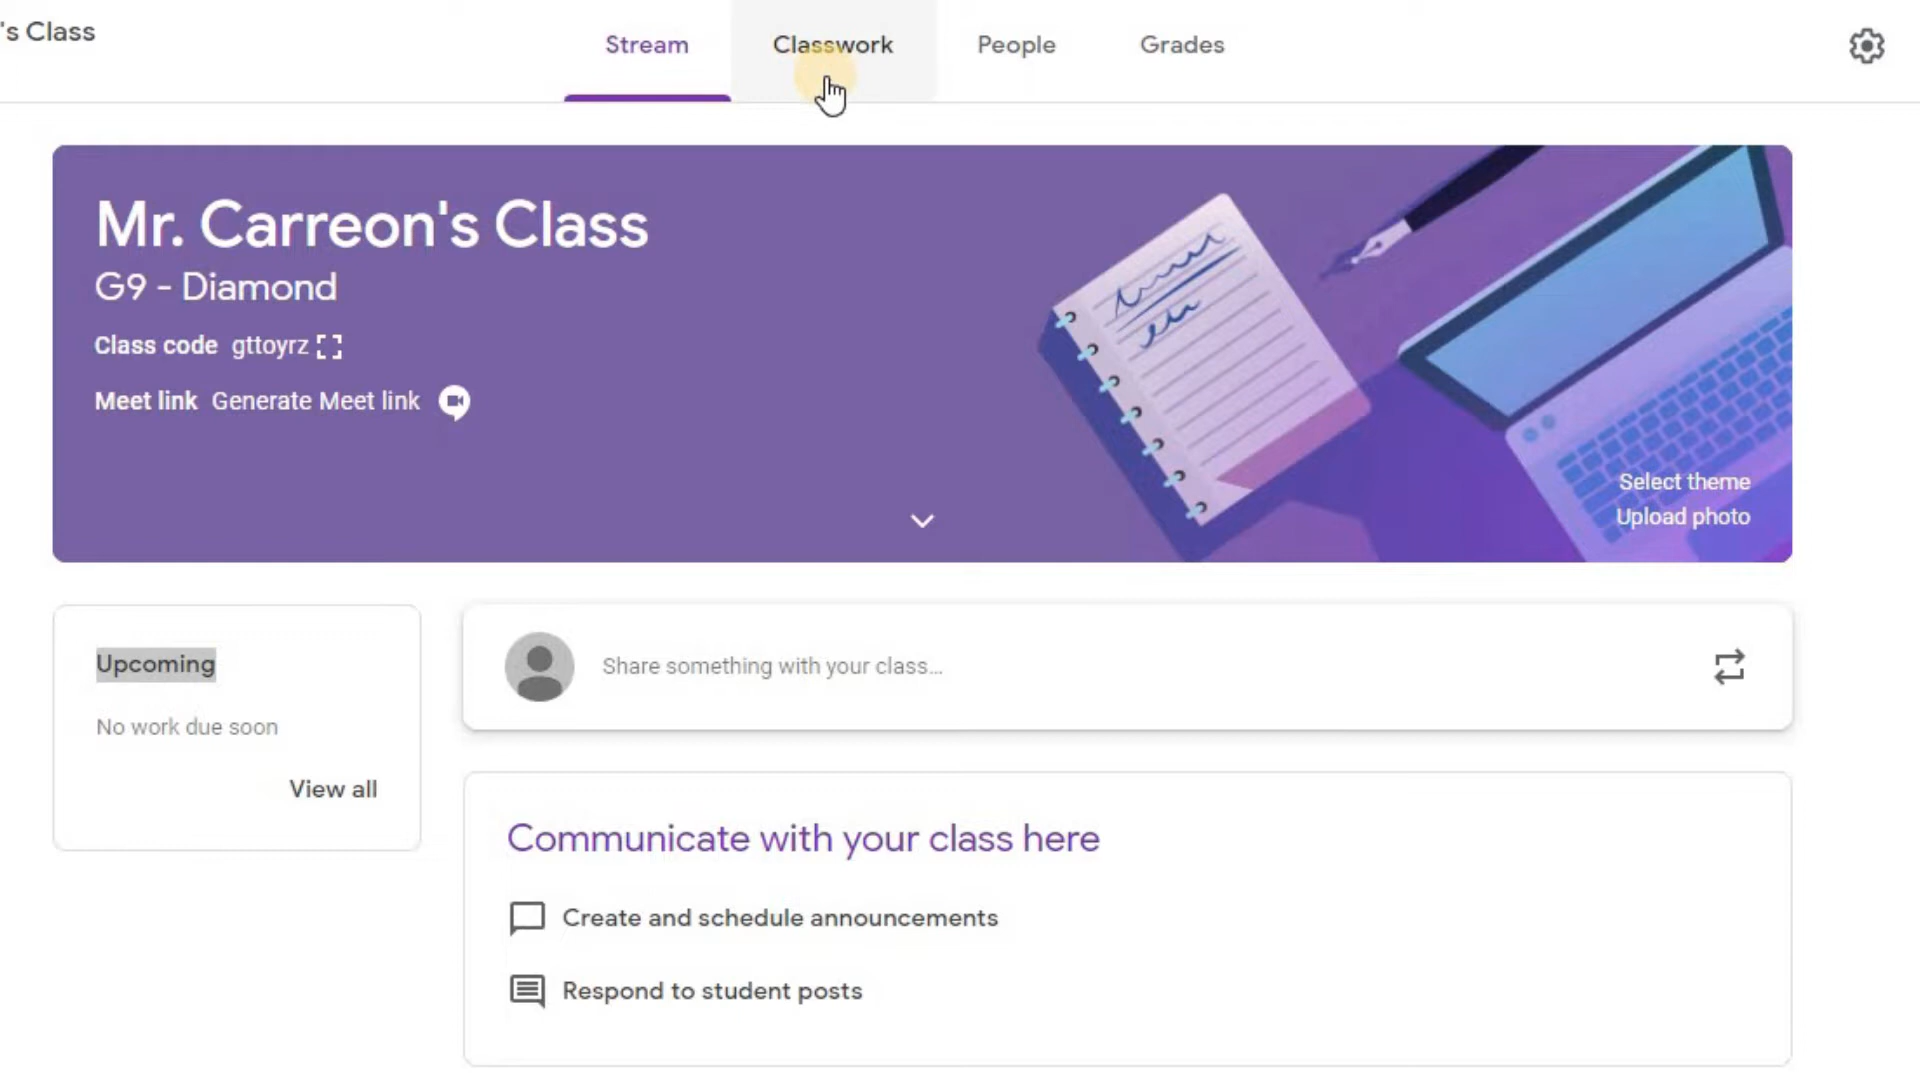 's Class
Stream
Classwork
People
Grades
Mr. Carreon's Class
G9 - Diamond
Class code gttoyrz
Meet link Generate Meet link
Select theme
Upload photo
Upcoming
No work due soon
View all
Share something with your class...
Communicate with your class here
Create and schedule announcements
Respond to student posts